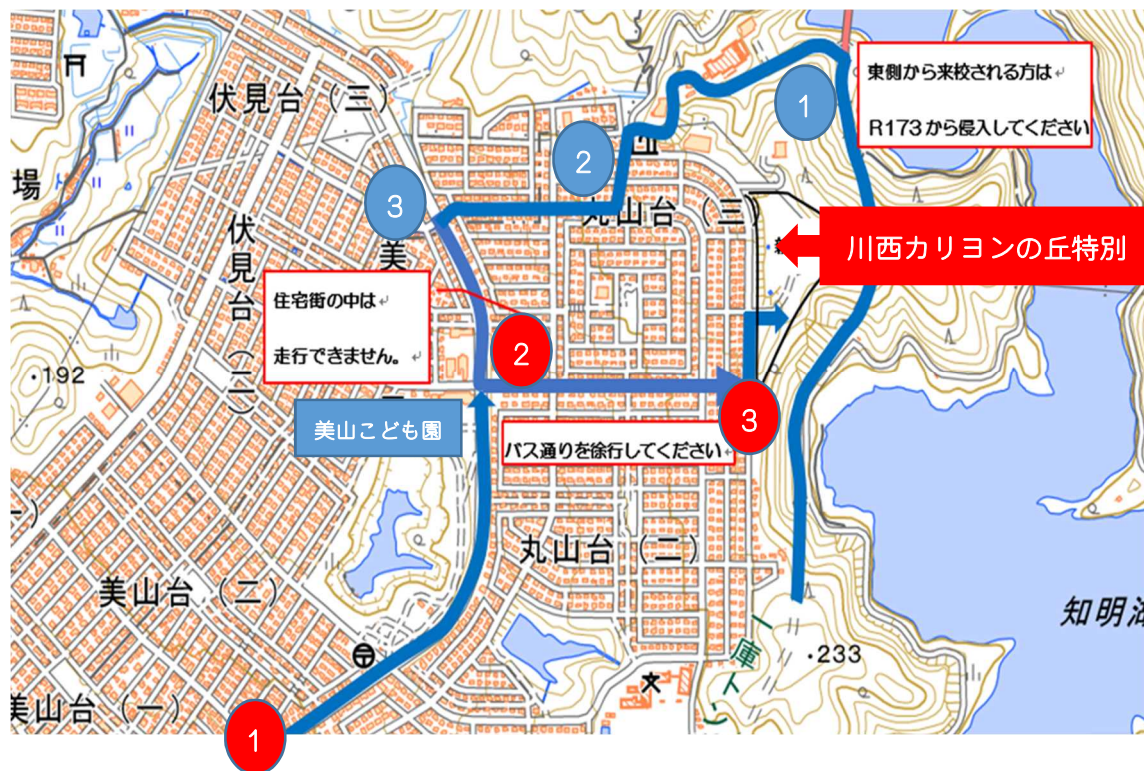 東側から来校される方は
R173から侵入してください
1
伏見台（三）
2
場
3
丸山台（三）
川西カリヨンの丘特別
伏見台（二）
美
住宅街の中は
走行できません。
2
・192
美山こども園
3
バス通りを徐行してください
丸山台（二）
美山台（二）
知明湖
一庫トン
・233
美山台（一）
1